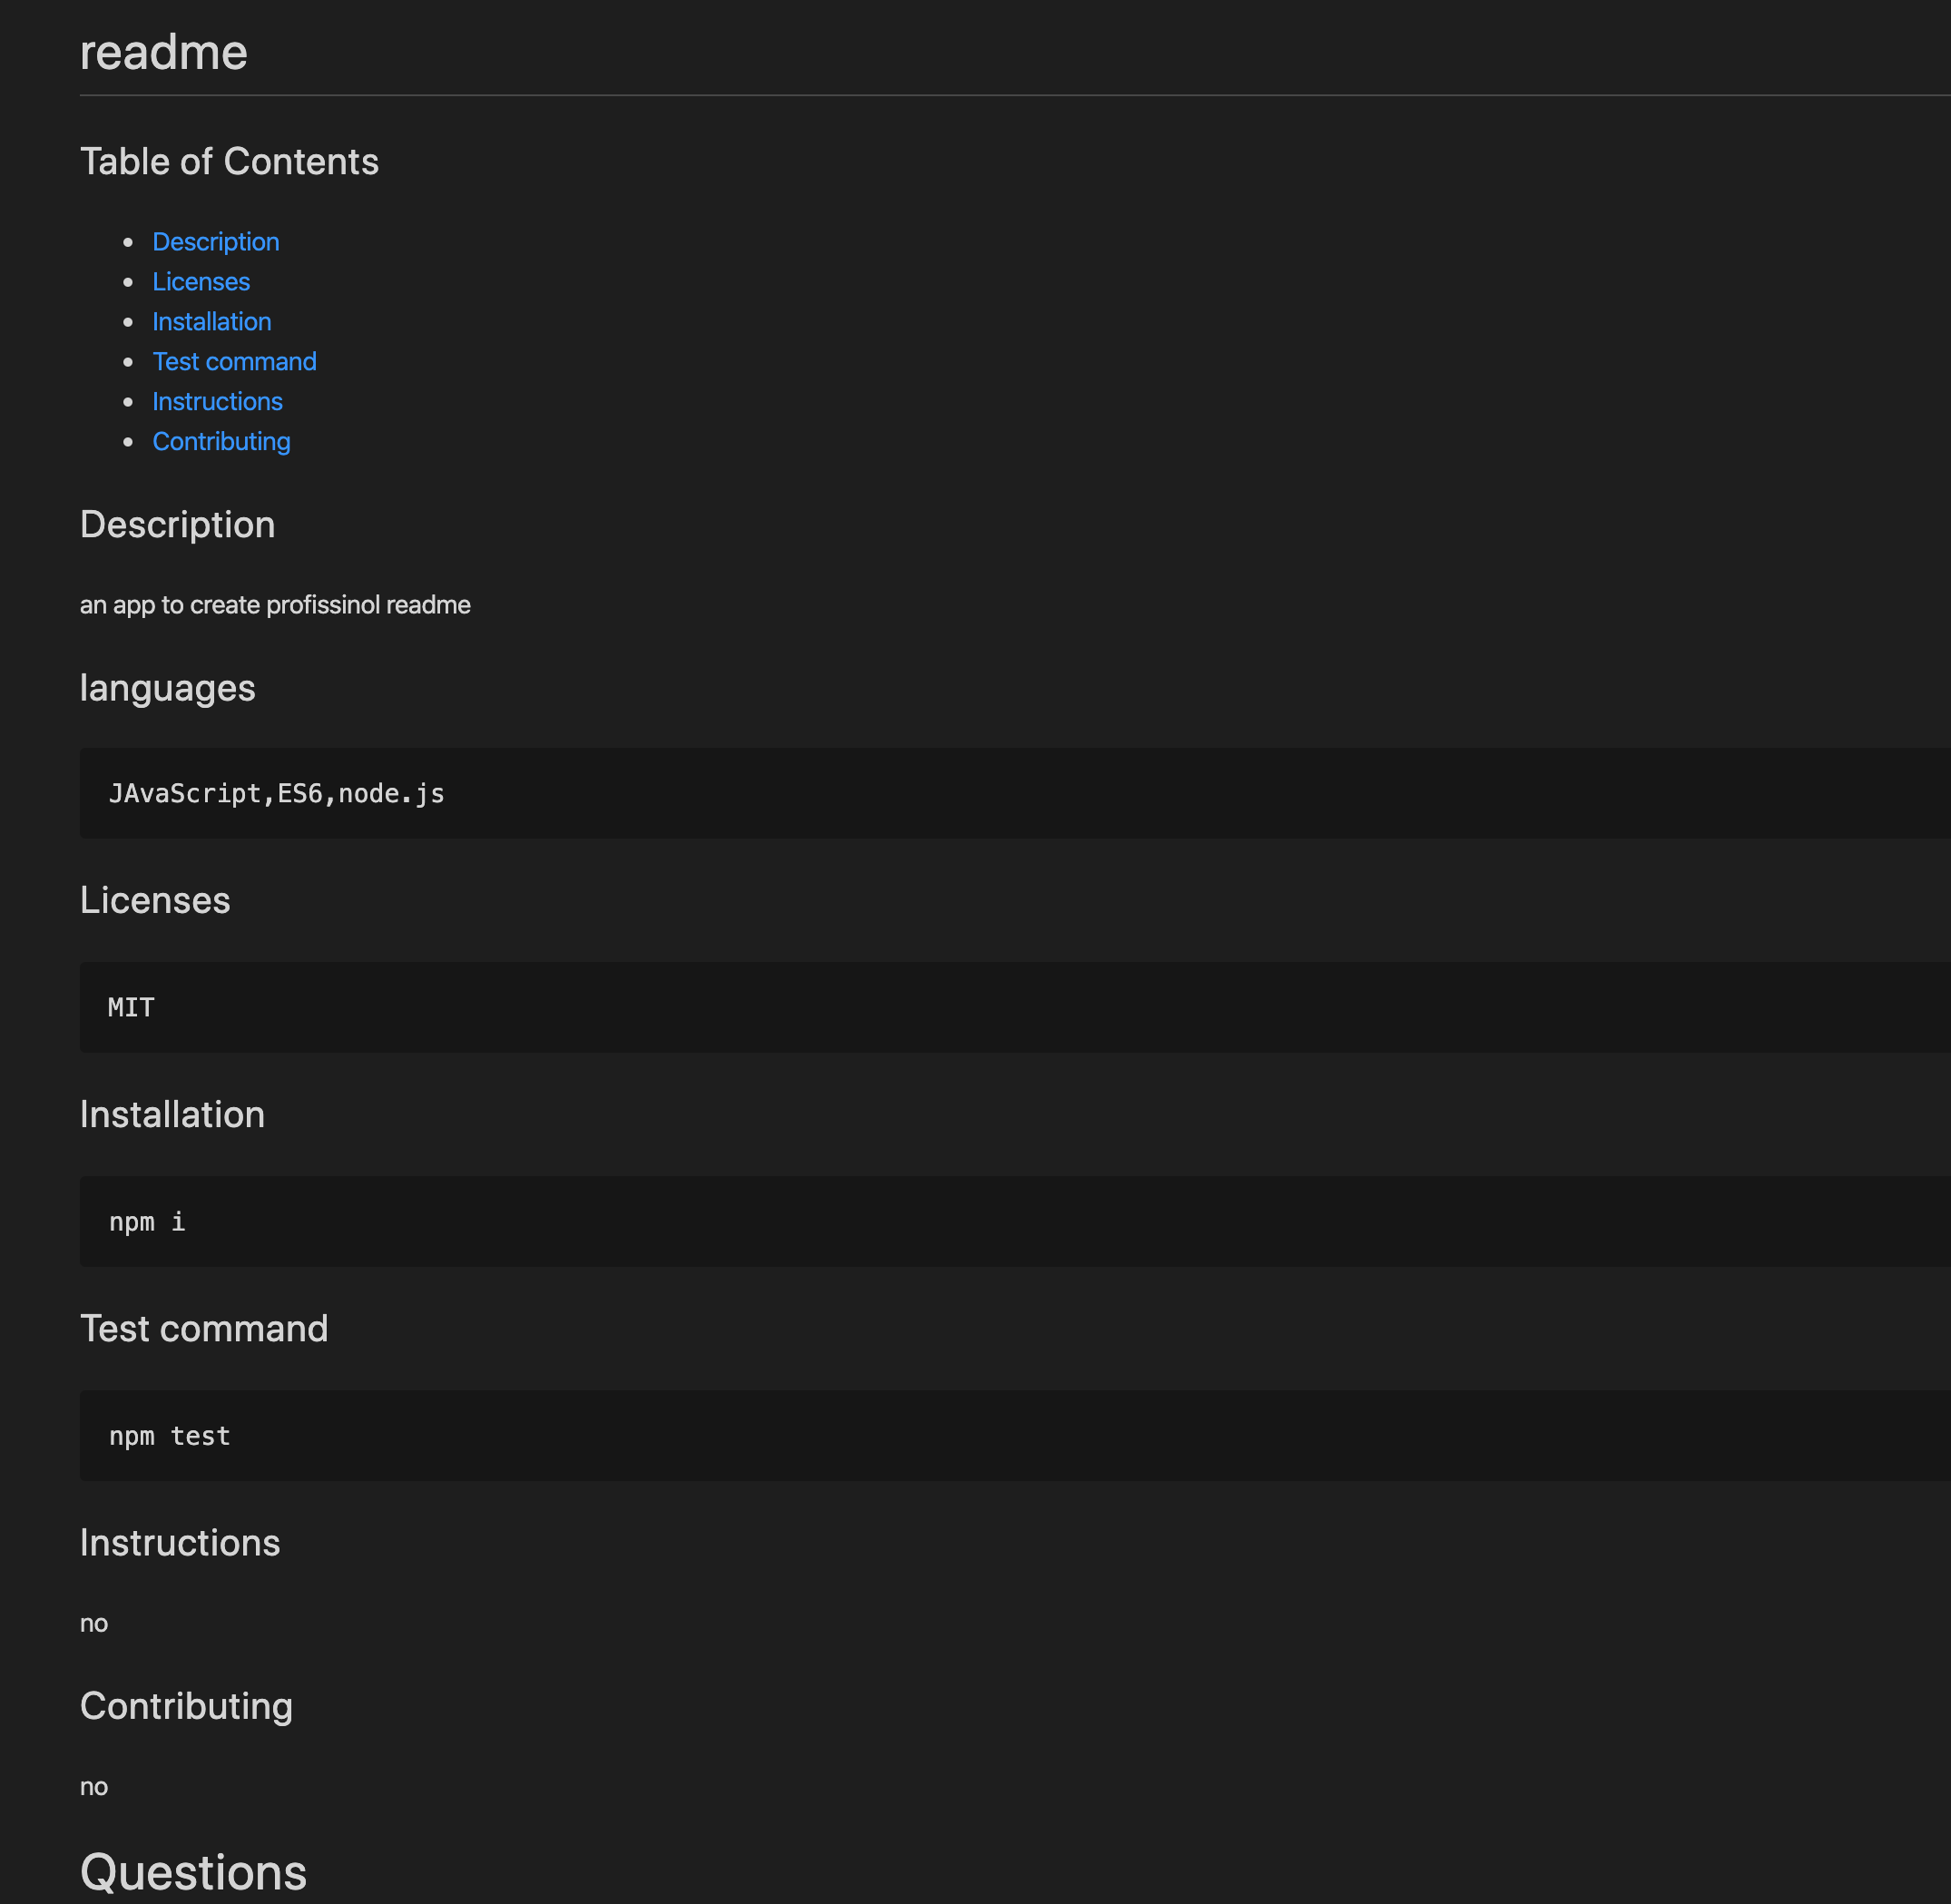 readme
Table of Contents
Description
Licenses
Installation
Test command
Instructions
Contributing
Description
an app to create profissinol readme
languages
JAvaScript,ES6,node.js
Licenses
MIT
Installation
npm i
Test command
npm test
Instructions
no
Contributing
no
Questions